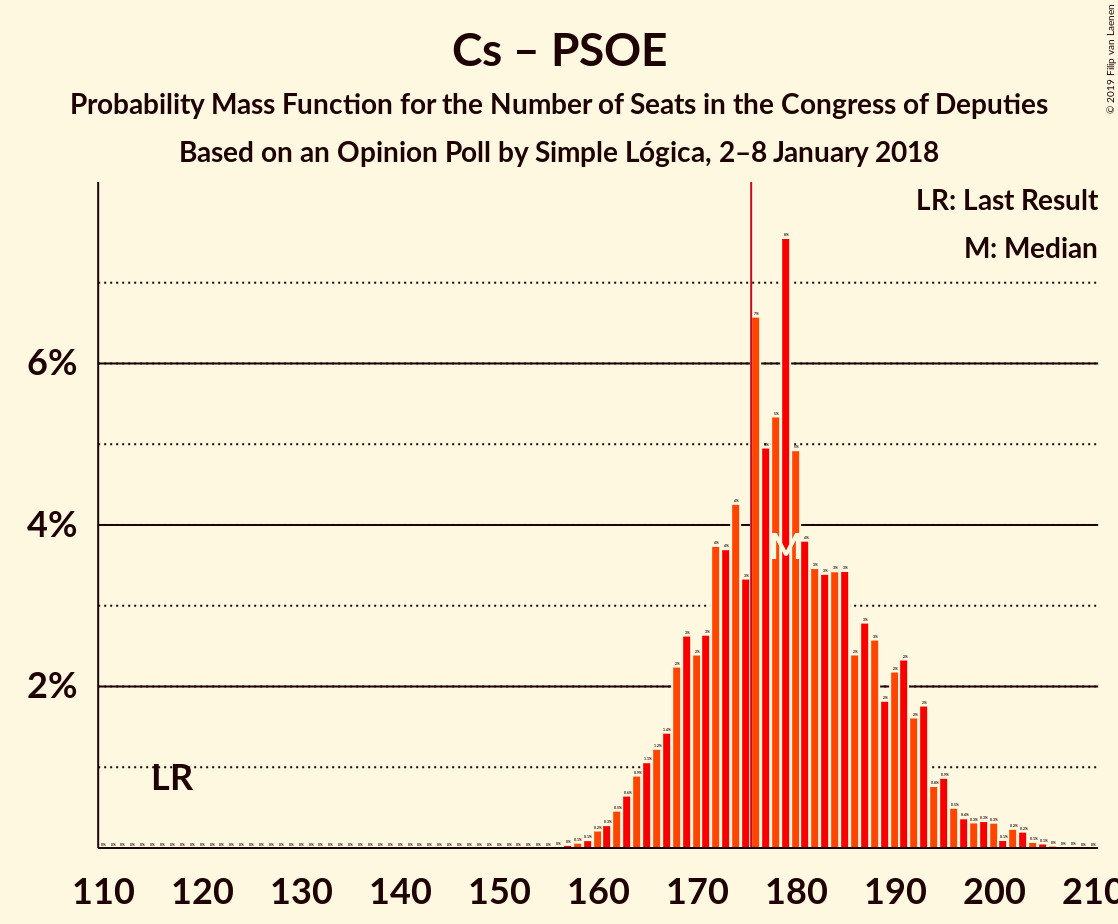 Cs – PSOE
Probability Mass Function for the Number of Seats in the Congress of Deputies
Based on an Opinion Poll by Simple Lógica, 2–8 January 2018
© 2019 Filip van Laenen
LR: Last Result
M: Median
6%
4%
2%
LR
M
110 120 130 140 150 160 170 180 190 200 210